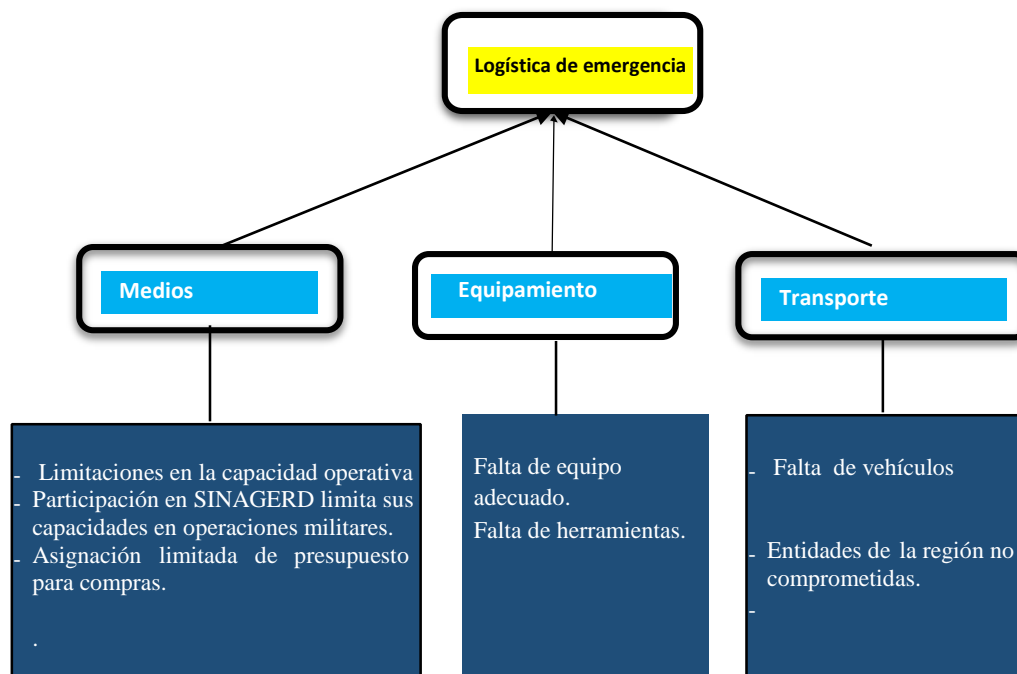 Logística de emergencia
Medios
Equipamiento
Transporte
- Limitaciones en la capacidad operativa
- Participación en SINAGERD limita sus
capacidades en operaciones militares.
- Asignación limitada de presupuesto
para compras.
.
Falta de equipo
adecuado.
Falta de herramientas.
- Falta de vehículos
- Entidades de la región no
comprometidas.
-